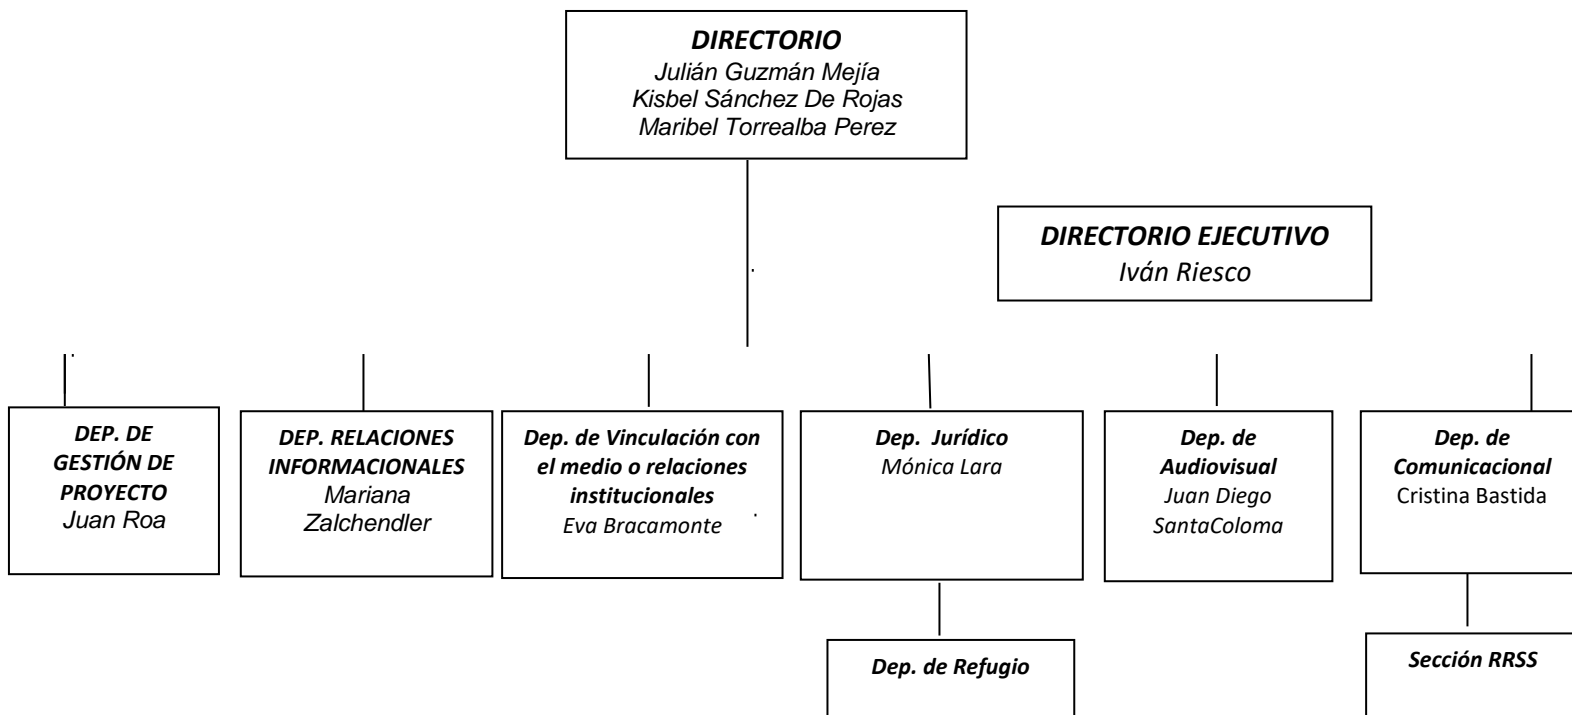 DIRECTORIO
Julián Guzmán Mejía
Kisbel Sánchez De Rojas
Maribel Torrealba Perez
DIRECTORIO EJECUTIVO
Iván Riesco
DEP. DE
GESTIÓN DE
PROYECTO
Juan Roa
DEP. RELACIONES
INFORMACIONALES
Mariana
Zalchendler
Dep. de Vinculación con
el medio o relaciones
institucionales
Eva Bracamonte
Dep. Jurídico
Mónica Lara
Dep. de
Audiovisual
Juan Diego
SantaColoma
Dep. de
Comunicacional
Cristina Bastida
Dep. de Refugio
Sección RRSS